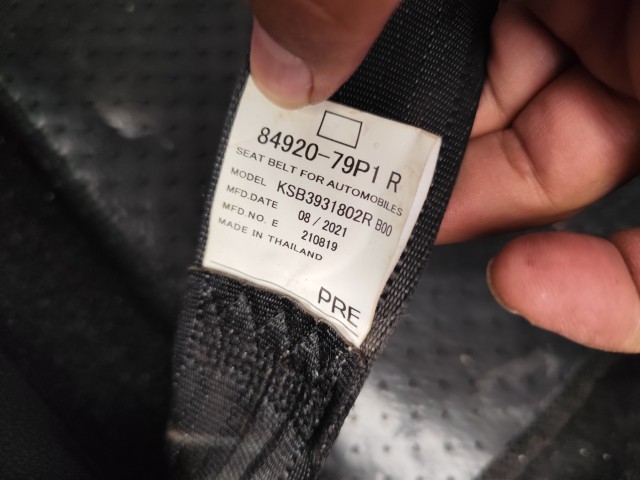 84920-79P1 R
SEAT BELT FOR AUTOMOBILES
MODEL KSB3931802R B00
MFD.DATE 08/2021
MFD.NO. E 210819
MADE IN THAILAND
PRE